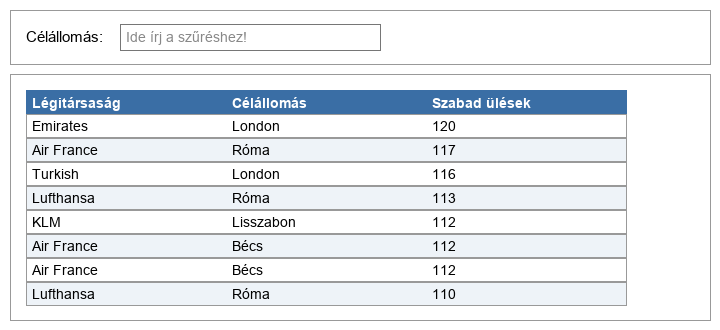 Célállomás: Ide írj a szűréshez!
Légitársaság Célállomás Szabad ülések
Emirates London 120
Air France Róma 117
Turkish London 116
Lufthansa Róma 113
KLM Lisszabon 112
Air France Bécs 112
Air France Bécs 112
Lufthansa Róma 110